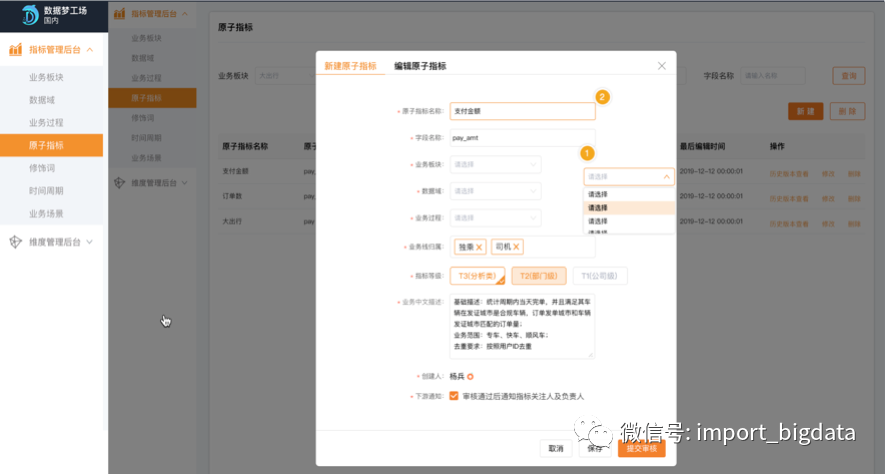 数据梦工场
国内
指标管理后台
业务板块
数据域
业务过程
原子指标
修饰词
时间周期
业务场景
维度管理后台
指标管理后台
业务板块
数据域
业务过程
原子指标
修饰词
时间周期
业务场景
维度管理后台
原子指标
业务板块 大出行
字段名称 请输入名称 查询
新建 删除
原子指标名称 原子 最后编辑时间 操作
支付金额 pay_ 2019-12-12 00:00:01 历史版本查看 修改 删除
订单数 pay_ 2019-12-12 00:00:01 历史版本查看 修改 删除
大出行 pay_ 2019-12-12 00:00:01 历史版本查看 修改 删除
新建原子指标 编辑原子指标
2
* 原子指标名称: 支付金额
* 字段名称: pay_amt
1
* 业务板块: 请选择
* 数据域: 请选择
* 业务过程: 请选择
请选择
请选择
请选择
请选择
请选择
* 业务线归属: 独乘 × 司机 ×
* 指标等级: T3(分析类) T2(部门级) T1(公司级)
* 业务中文描述: 基础描述: 统计周期内当天完单, 并且满足其车
辆在发证城市是合规车辆, 订单发单城市和车辆
发证城市匹配的订单量;
业务范围: 专车、快车、顺风车;
去重要求: 按照用户ID去重
* 创建人: 杨兵
* 下游通知: 审核通过后通知指标关注人及负责人
取消 保存 提交审核
微信号: import_bigdata